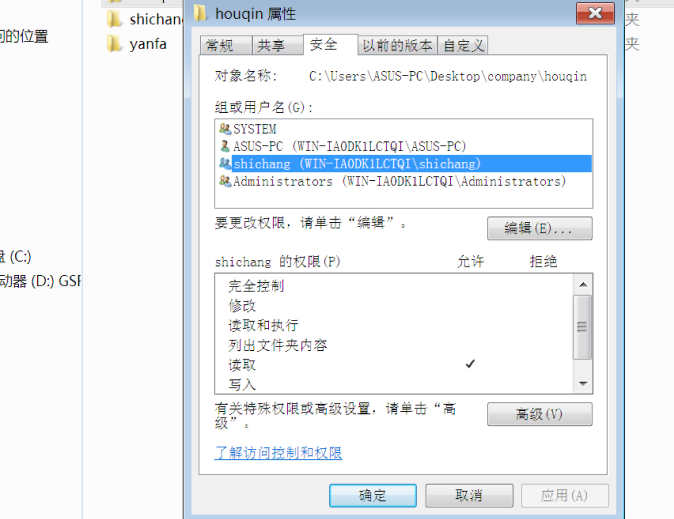 houqin 属性
shichang
夹
问的位置
yanfa
夹
常规
共享
安全
以前的版本
自定义
对象名称:
C:\Users\ASUS-PC\Desktop\company\houqin
组或用户名(G):
SYSTEM
ASUS-PC (WIN-IAODK1LCTQI\ASUS-PC)
shichang (WIN-IAODK1LCTQI\shichang)
Administrators (WIN-IAODK1LCTQI\Administrators)
要更改权限，请单击“编辑”。
编辑(E)...
盘 (C:)
动器 (D:) GSP
shichang 的权限(P)
允许
拒绝
完全控制
修改
读取和执行
列出文件夹内容
读取
写入
有关特殊权限或高级设置，请单击“高
级”。
高级(V)
了解访问控制和权限
确定
取消
应用(A)